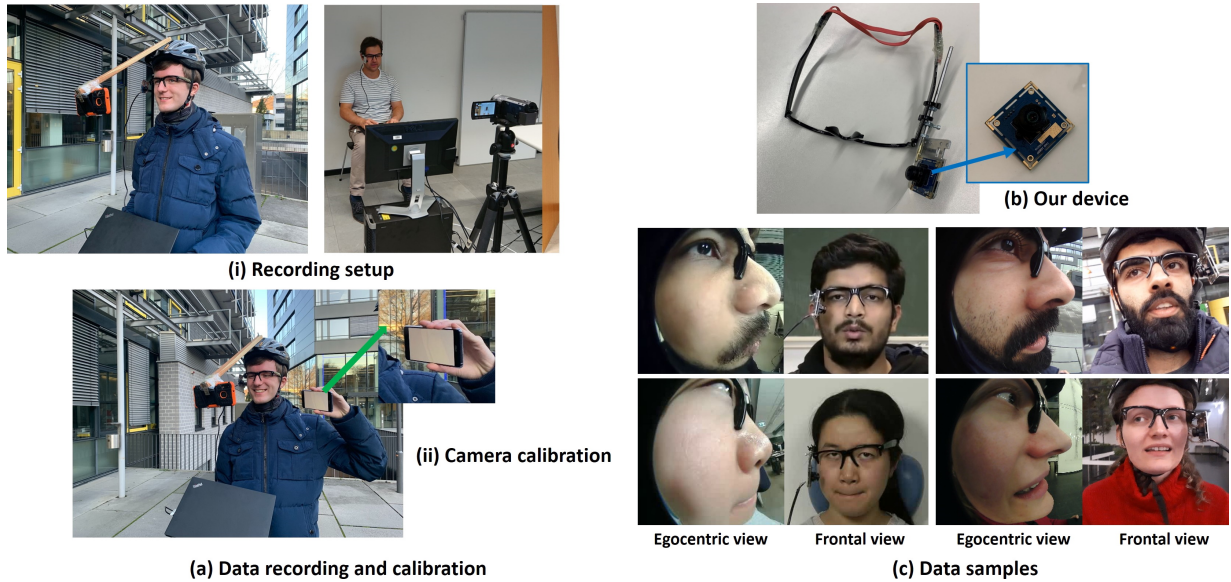 (i) Recording setup
(b) Our device
(ii) Camera calibration
Egocentric view
Frontal view
Egocentric view
Frontal view
(a) Data recording and calibration
(c) Data samples